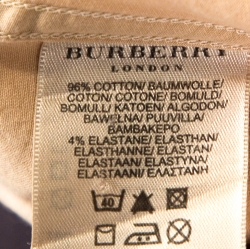 BURBERRY
LONDON
96% COTTON/BAUMWOLLE/
COTON/COTONE/BOMULD/
BOMULL/KATOEN/ALGODON/
BAWELNA/PUUVILLA/
BAMBAKEPO
4% ELASTANE/ELASTHAN/
ELASTHANNE/ELASTAN/
ELASTAAN/ELASTYNA/
ELASTAANI/ΕΛΑΣΤΑΝΗ
40